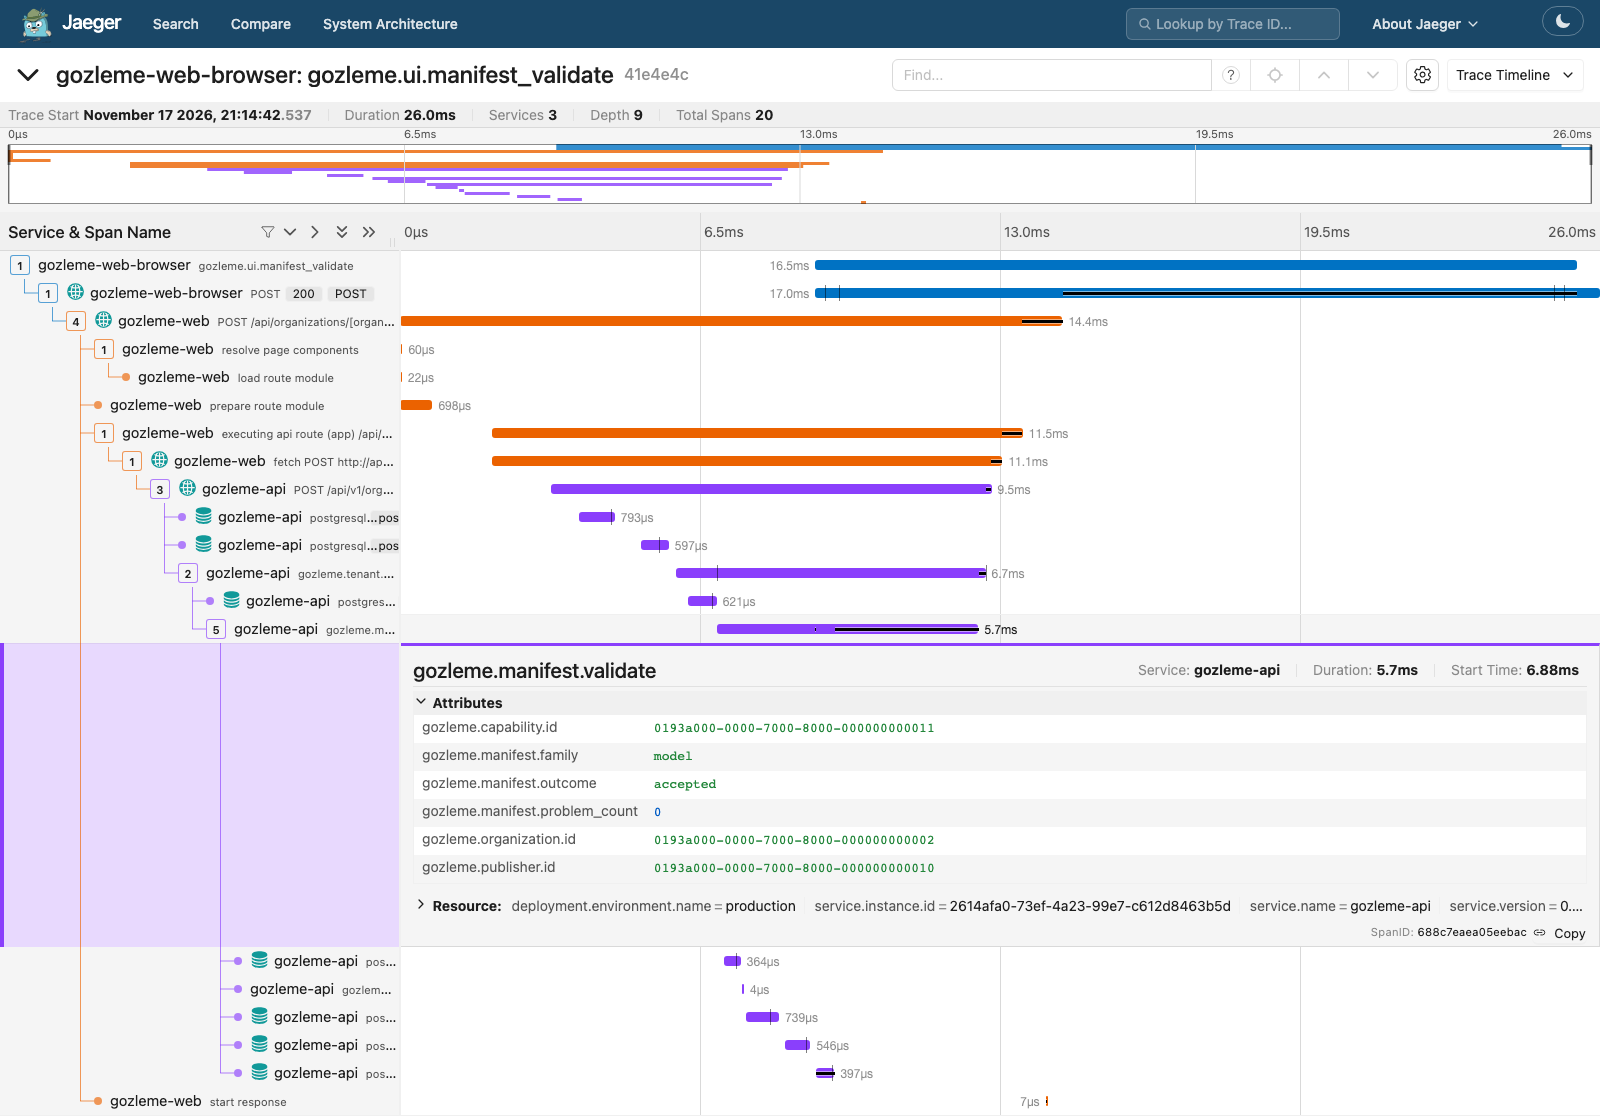 Jaeger Search Compare System Architecture Lookup by Trace ID... About Jaeger
gozleme-web-browser: gozleme.ui.manifest_validate 41e4e4c Find... ? Trace Timeline
Trace Start November 17 2026, 21:14:42.537 Duration 26.0ms Services 3 Depth 9 Total Spans 20
0μs 6.5ms 13.0ms 19.5ms 26.0ms
Service & Span Name 0μs 6.5ms 13.0ms 19.5ms 26.0ms
1 gozleme-web-browser gozleme.ui.manifest_validate 16.5ms
1 gozleme-web-browser POST 200 POST 17.0ms
4 gozleme-web POST /api/organizations/[organ... 14.4ms
1 gozleme-web resolve page components 60μs
gozleme-web load route module 22μs
gozleme-web prepare route module 698μs
1 gozleme-web executing api route (app) /api/... 11.5ms
1 gozleme-web fetch POST http://ap... 11.1ms
3 gozleme-api POST /api/v1/org... 9.5ms
gozleme-api postgresql...pos 793μs
gozleme-api postgresql...pos 597μs
2 gozleme-api gozleme.tenant.... 6.7ms
gozleme-api postgres... 621μs
5 gozleme-api gozleme.m... 5.7ms
gozleme.manifest.validate Service: gozleme-api Duration: 5.7ms Start Time: 6.88ms
Attributes
gozleme.capability.id 0193a000-0000-7000-8000-000000000011
gozleme.manifest.family model
gozleme.manifest.outcome accepted
gozleme.manifest.problem_count 0
gozleme.organization.id 0193a000-0000-7000-8000-000000000002
gozleme.publisher.id 0193a000-0000-7000-8000-000000000010
Resource: deployment.environment.name = production service.instance.id = 2614afa0-73ef-4a23-99e7-c612d8463b5d service.name = gozleme-api service.version = 0....
SpanID: 688c7eaea05eebac Copy
gozleme-api pos... 364μs
gozleme-api gozlem... 4μs
gozleme-api pos... 739μs
gozleme-api pos... 546μs
gozleme-api pos... 397μs
gozleme-web start response 7μs